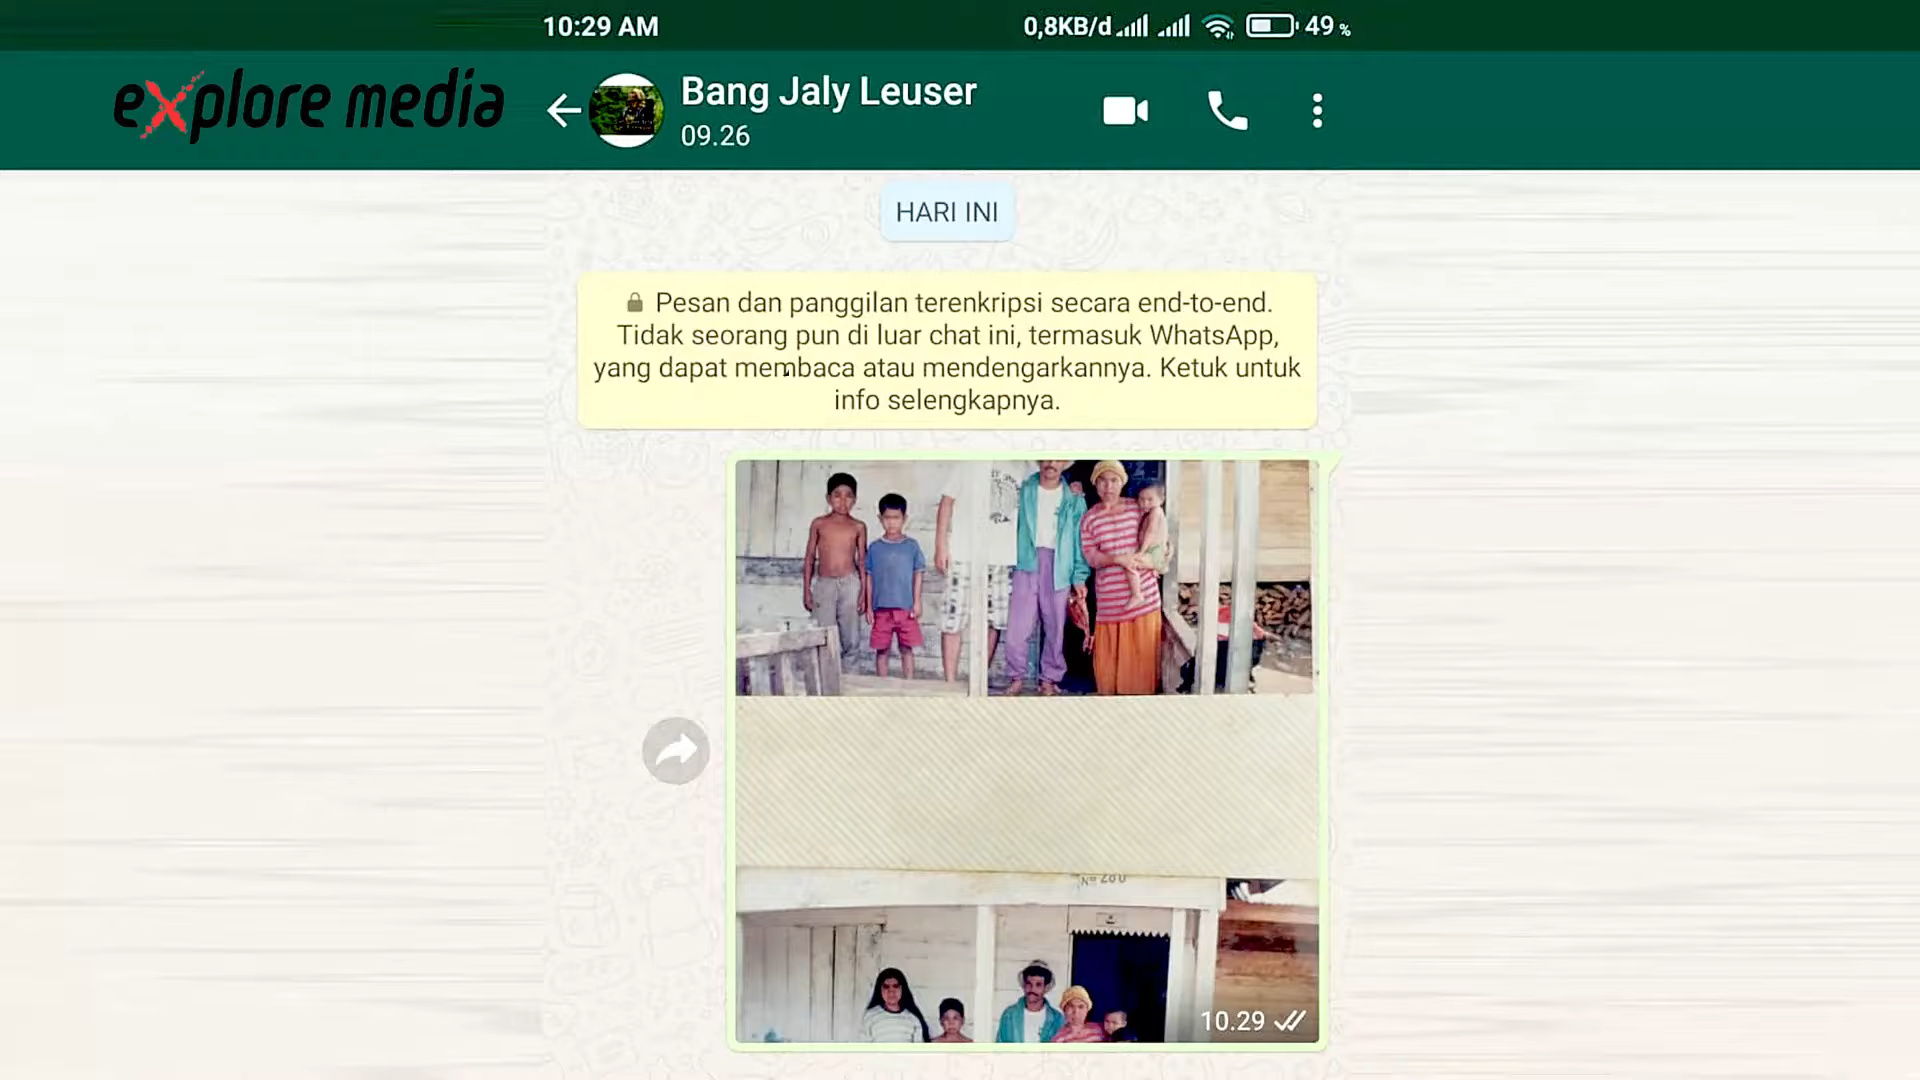 10:29 AM
0,8KB/d
49 %
explore media
Bang Jaly Leuser
09.26
HARI INI
Pesan dan panggilan terenkripsi secara end-to-end.
Tidak seorang pun di luar chat ini, termasuk WhatsApp,
yang dapat membaca atau mendengarkannya. Ketuk untuk
info selengkapnya.
10.29